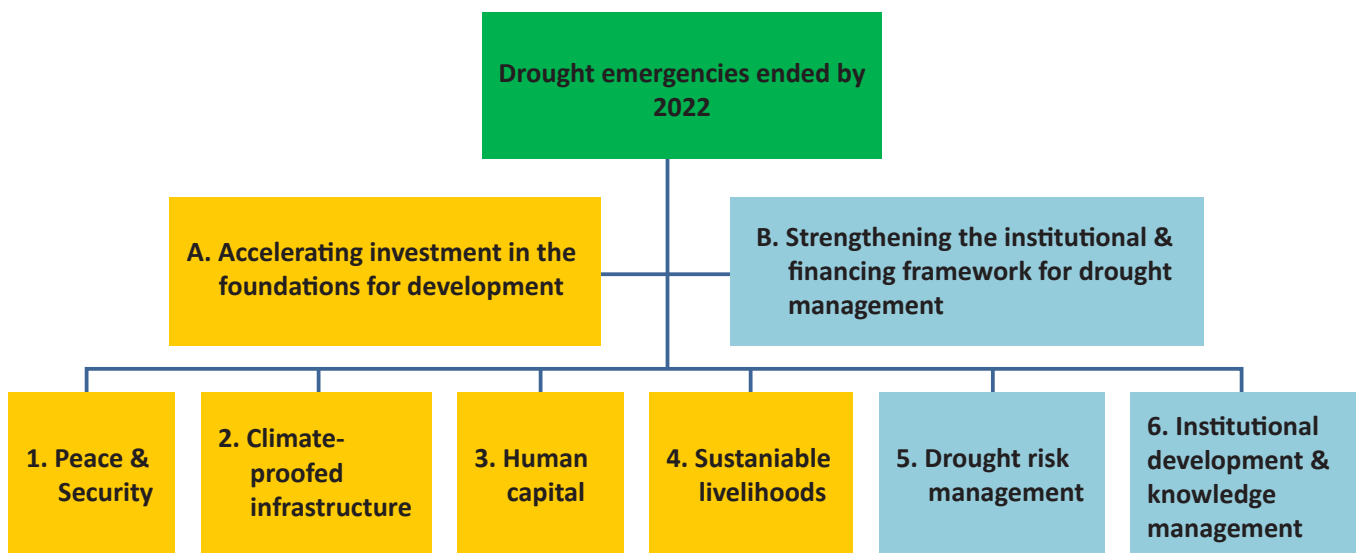 Drought emergencies ended by
2022
A. Accelerating investment in the
foundations for development
B. Strengthening the institutional &
financing framework for drought
management
1. Peace &
Security
2. Climate-
proofed
infrastructure
3. Human
capital
4. Sustaniable
livelihoods
5. Drought risk
management
6. Institutional
development &
knowledge
management